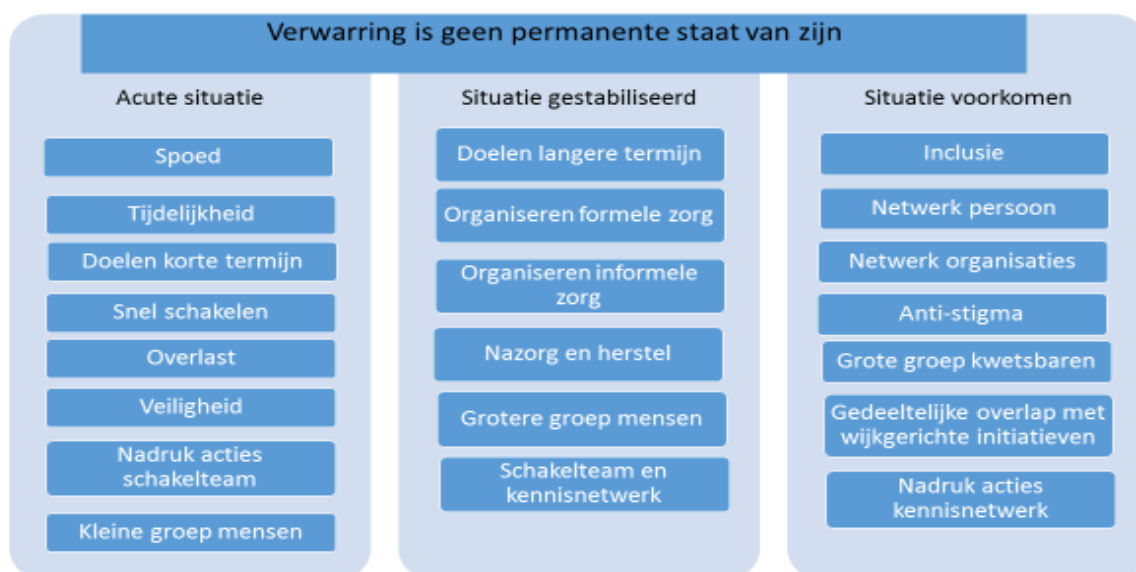 Verwarring is geen permanente staat van zijn
Acute situatie
Spoed
Tijdelijkheid
Doelen korte termijn
Snel schakelen
Overlast
Veiligheid
Nadruk acties
schakelteam
Kleine groep mensen
Situatie gestabiliseerd
Doelen langere termijn
Organiseren formele zorg
Organiseren informele
zorg
Nazorg en herstel
Grotere groep mensen
Schakelteam en
kennisnetwerk
Situatie voorkomen
Inclusie
Netwerk persoon
Netwerk organisaties
Anti-stigma
Grote groep kwetsbaren
Gedeeltelijke overlap met
wijkgerichte initiatieven
Nadruk acties
kennisnetwerk